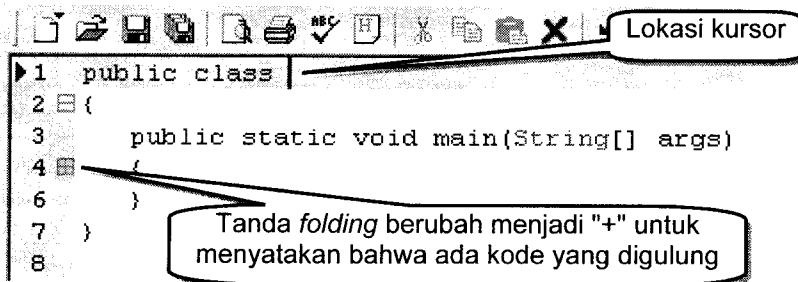 ABC
H
Lokasi kursor
1 public class
2 {
3 public static void main(String[] args)
4 {
6 }
7 }
8
Tanda folding berubah menjadi "+" untuk
menyatakan bahwa ada kode yang digulung